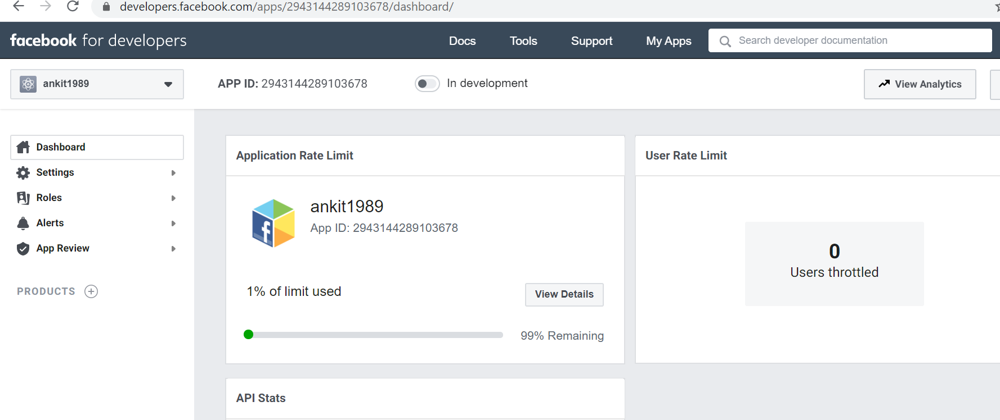 developers.facebook.com/apps/2943144289103678/dashboard/
facebook for developers
Docs
Tools
Support
My Apps
Search developer documentation
ankit1989
APP ID: 2943144289103678
In development
View Analytics
Dashboard
Settings
Roles
Alerts
App Review
PRODUCTS
Application Rate Limit
ankit1989
App ID: 2943144289103678
1% of limit used
View Details
99% Remaining
User Rate Limit
0
Users throttled
API Stats